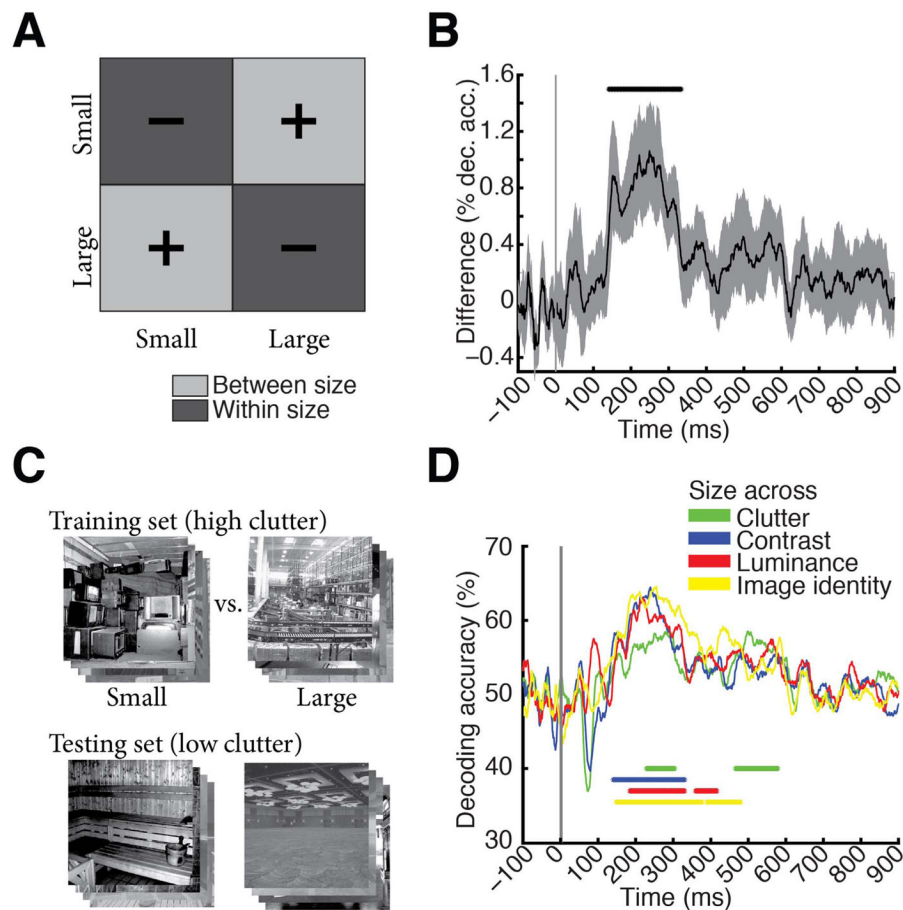 A
Small
Large
−
+
+
−
Small
Large
Between size
Within size
B
Difference (% dec. acc.)
1.6
1.2
0.8
0.4
0
−0.4
−100
0
100
200
300
400
500
600
700
800
900
Time (ms)
C
Training set (high clutter)
vs.
Small
Large
Testing set (low clutter)
D
Size across
Clutter
Contrast
Luminance
Image identity
Decoding accuracy (%)
70
60
50
40
30
−100
0
100
200
300
400
500
600
700
800
900
Time (ms)